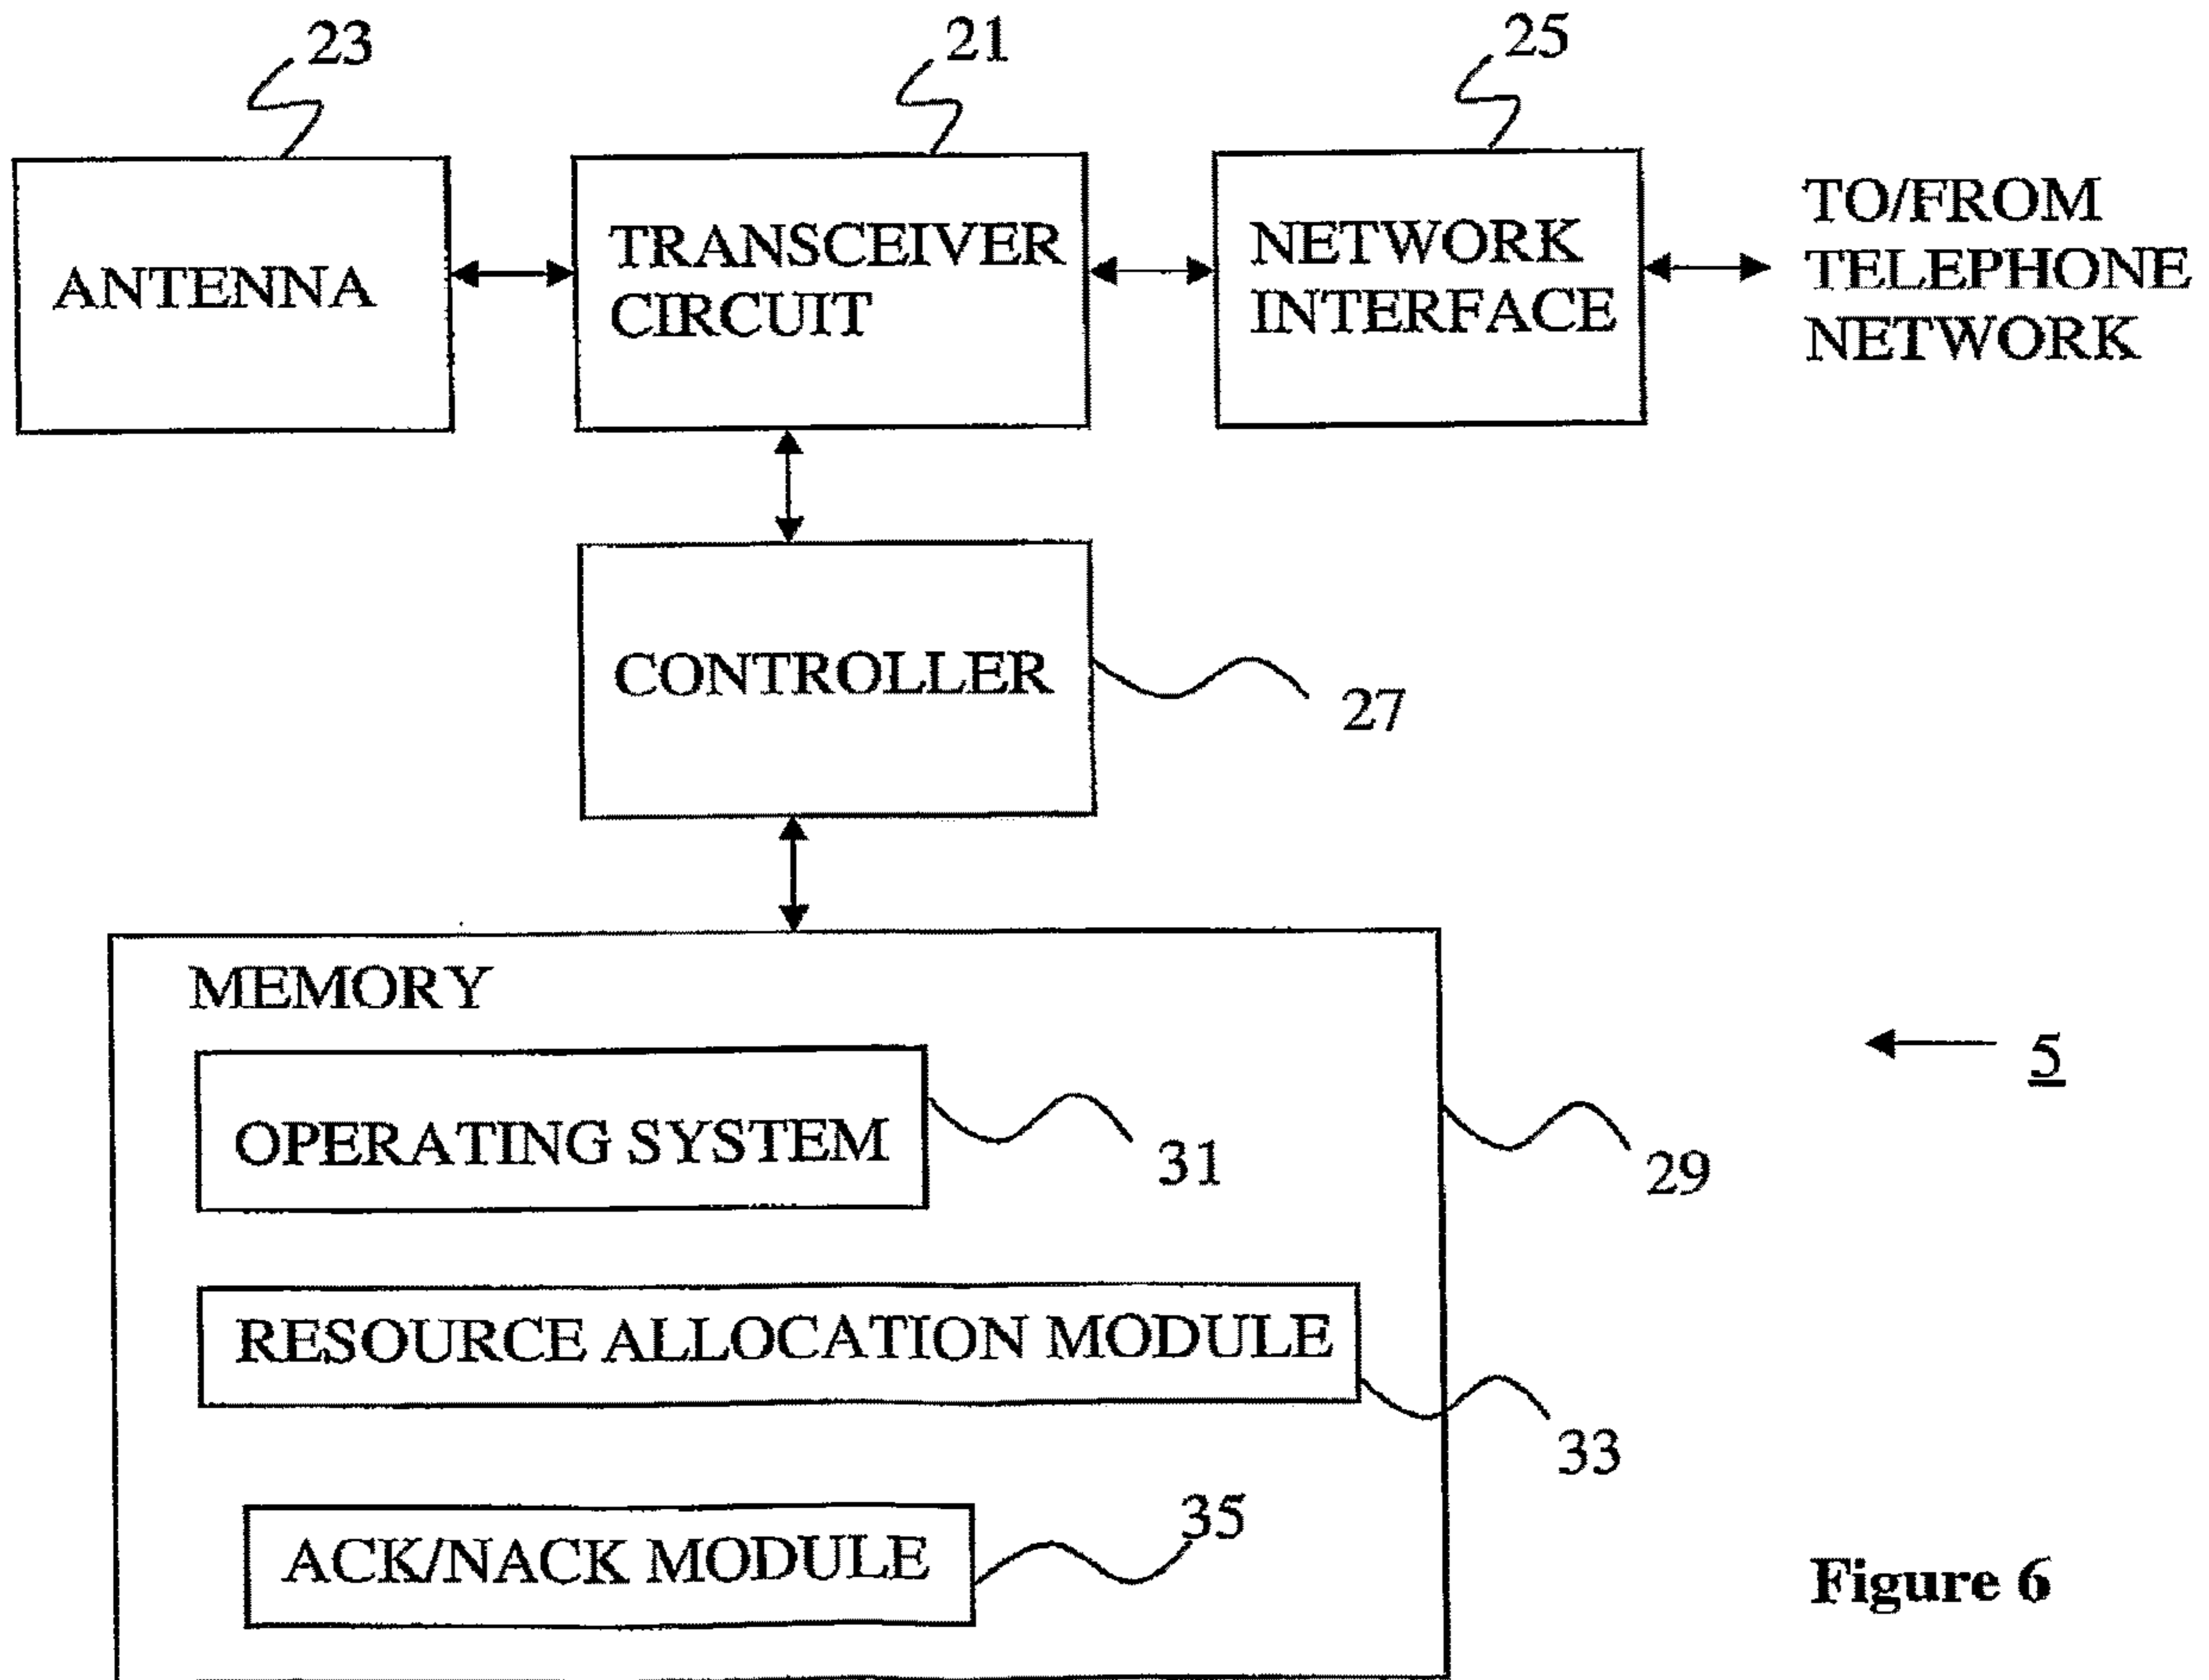 23
21
25
ANTENNA
TRANSCEIVER
CIRCUIT
NETWORK
INTERFACE
TO/FROM
TELEPHONE
NETWORK
CONTROLLER
27
MEMORY
OPERATING SYSTEM
31
29
5
RESOURCE ALLOCATION MODULE
33
ACK/NACK MODULE
35
Figure 6